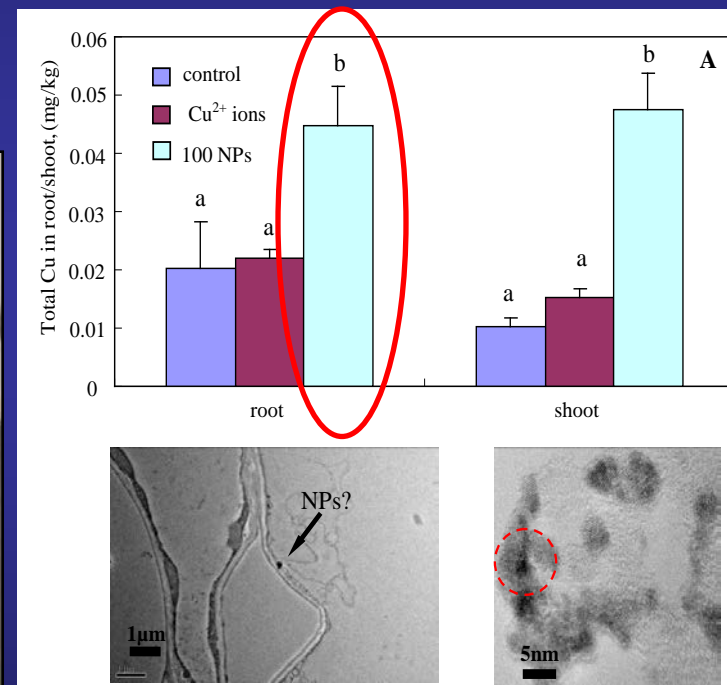 A
control
Cu²⁺ ions
100 NPs
Total Cu in root/shoot, (mg/kg)
0.06
0.05
0.04
0.03
0.02
0.01
0
a
a
b
a
a
b
root
shoot
NPs?
1μm
5nm